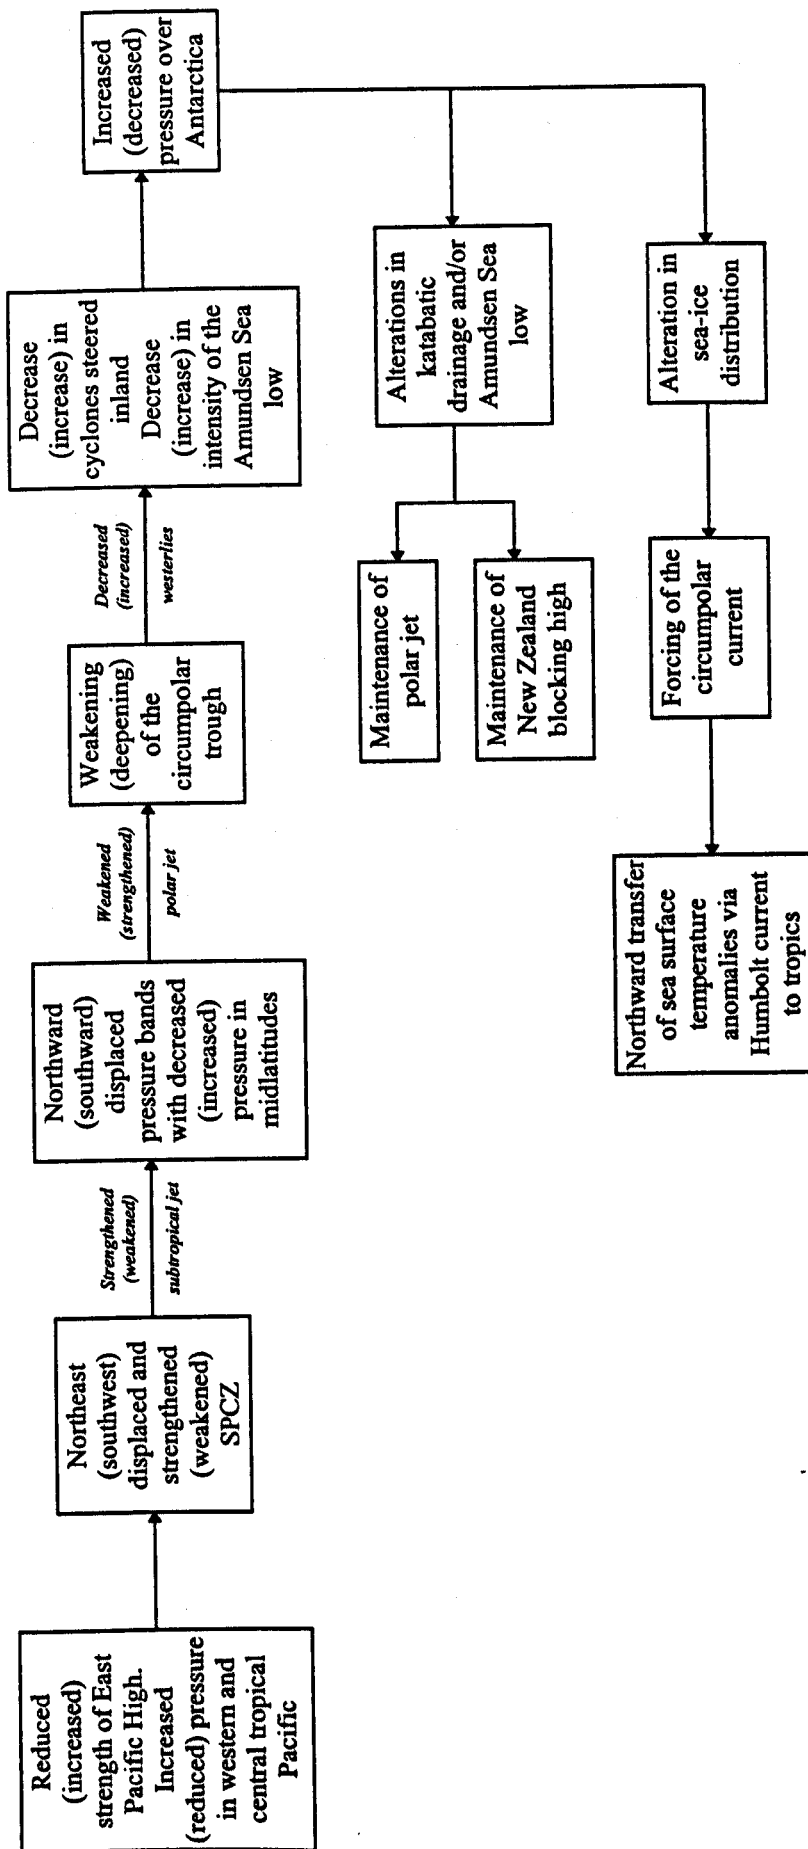 Reduced
(increased)
strength of East
Pacific High.
Increased
(reduced) pressure
in western and
central tropical
Pacific
Northeast
(southwest)
displaced and
strengthened
(weakened)
SPCZ
Strengthened
(weakened)
subtropical jet
Northward
(southward)
displaced
pressure bands
with decreased
(increased)
pressure in
midlatitudes
Weakened
(strengthened)
polar jet
Weakening
(deepening)
of the
circumpolar
trough
Decreased
(increased)
westerlies
Decrease
(increase) in
cyclones steered
inland
Decrease
(increase) in
intensity of the
Amundsen Sea
low
Increased
(decreased)
pressure over
Antarctica
Alterations in
katabatic
drainage and/or
Amundsen Sea
low
Maintenance of
polar jet
Maintenance of
New Zealand
blocking high
Alteration in
sea-ice
distribution
Forcing of the
circumpolar
current
Northward transfer
of sea surface
temperature
anomalies via
Humbolt current
to tropics